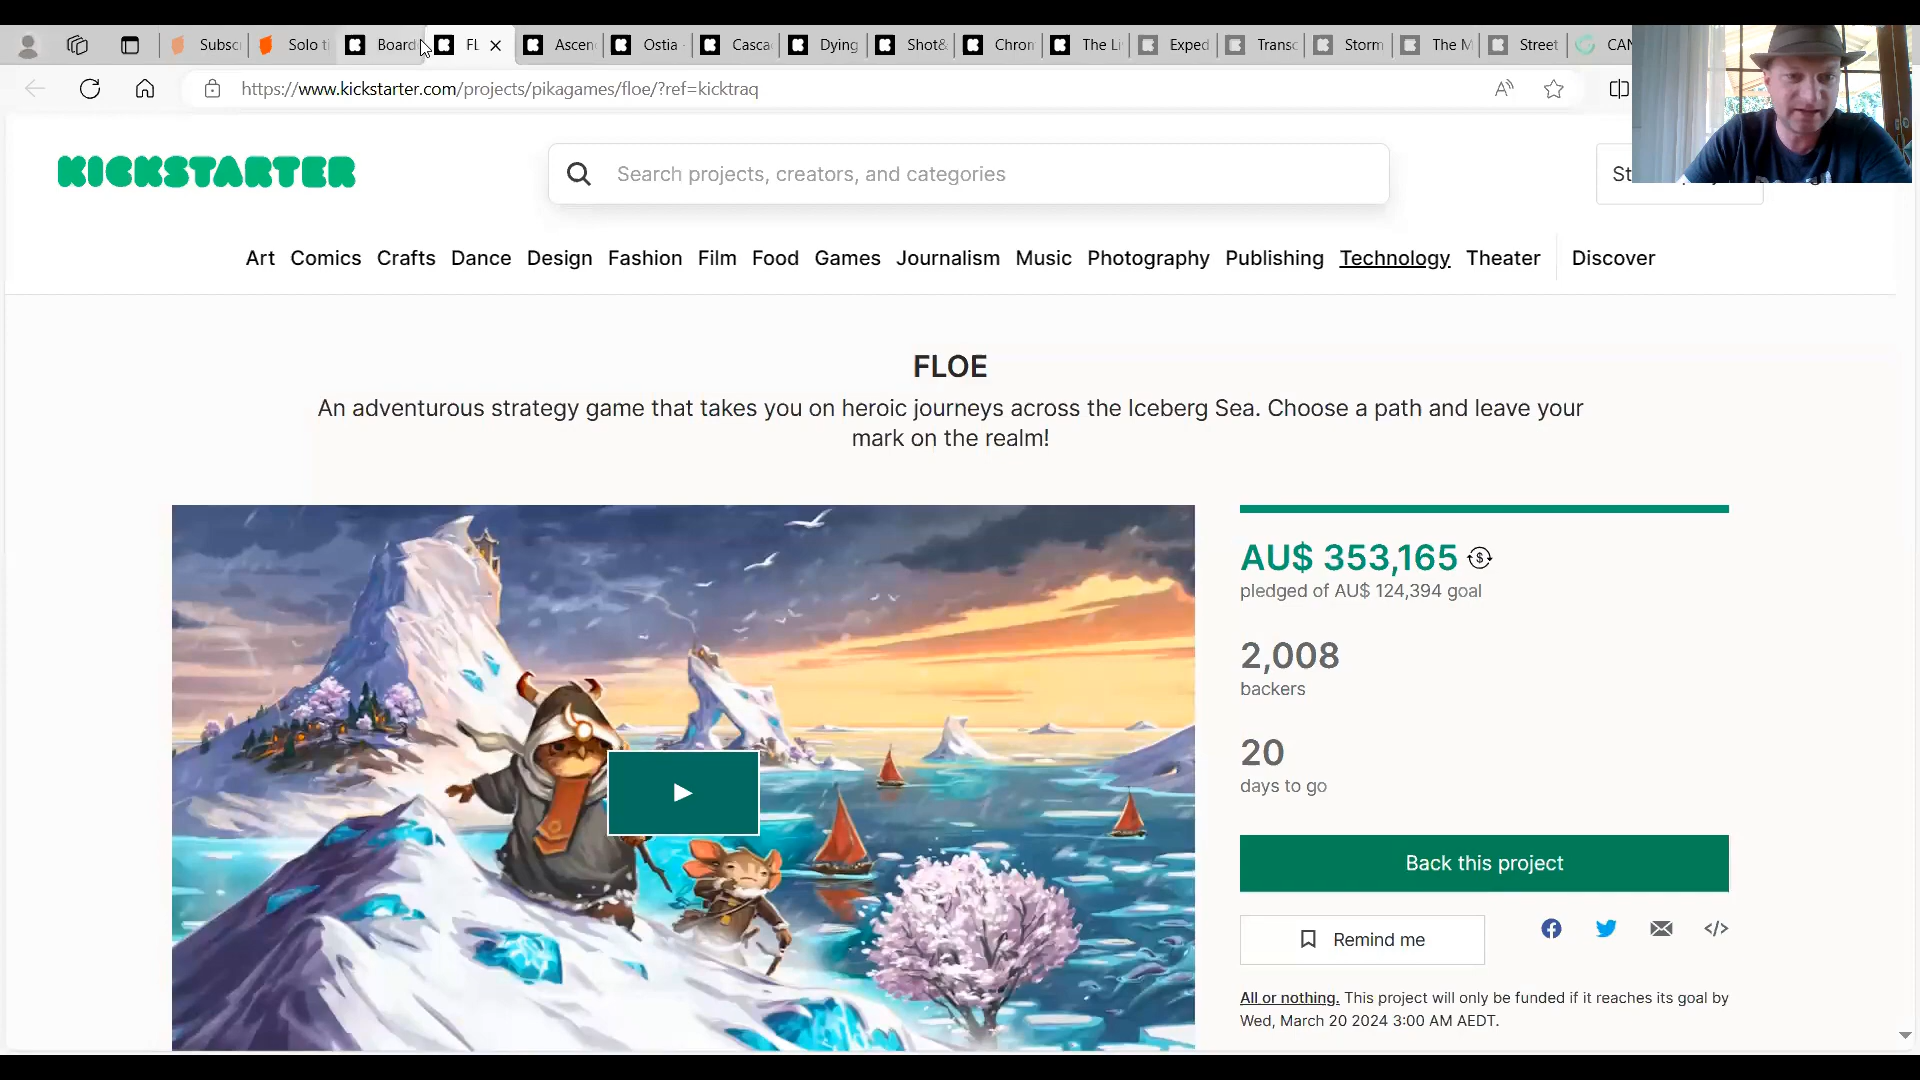 Subsc
Solo ti
Board
FL
Ascen
Ostia
Casca
Dying
Shot&
Chron
The Li
Exped
Transc
Storm
The M
Street
CAN
https://www.kickstarter.com/projects/pikagames/floe/?ref=kicktraq
KICKSTARTER
Search projects, creators, and categories
St
Art Comics Crafts Dance Design Fashion Film Food Games Journalism Music Photography Publishing Technology Theater Discover
FLOE
An adventurous strategy game that takes you on heroic journeys across the Iceberg Sea. Choose a path and leave your
mark on the realm!
AU$ 353,165
pledged of AU$ 124,394 goal
2,008
backers
20
days to go
Back this project
Remind me
All or nothing. This project will only be funded if it reaches its goal by
Wed, March 20 2024 3:00 AM AEDT.